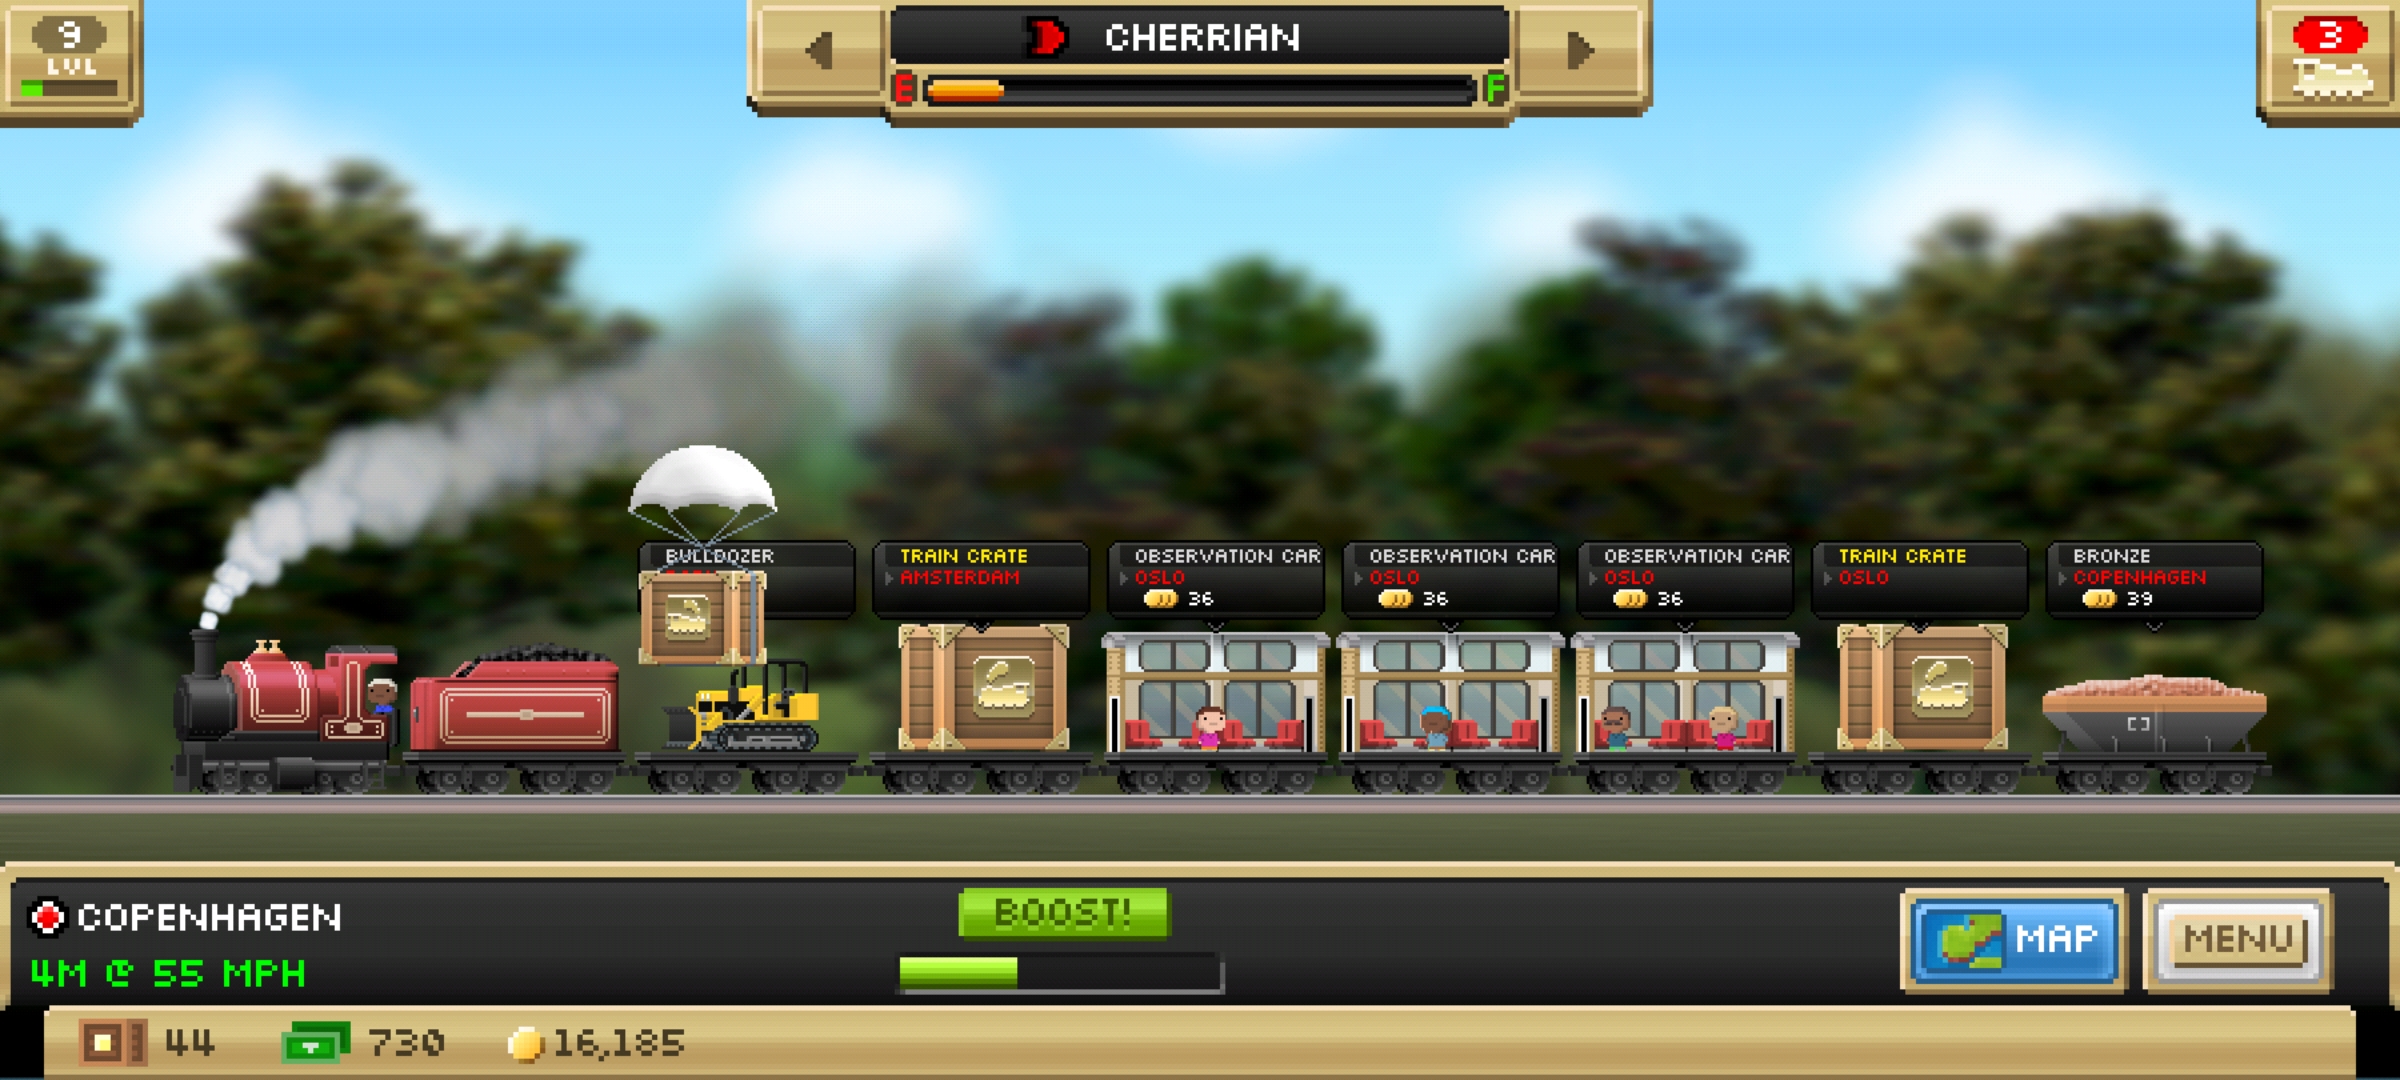 9
LVL
CHERRIAN
E
F
3
BULLDOZER
TRAIN CRATE
AMSTERDAM
OBSERVATION CAR
OSLO
36
OBSERVATION CAR
OSLO
36
OBSERVATION CAR
OSLO
36
TRAIN CRATE
OSLO
BRONZE
COPENHAGEN
39
COPENHAGEN
4M @ 55 MPH
BOOST!
MAP
MENU
44
730
16,185